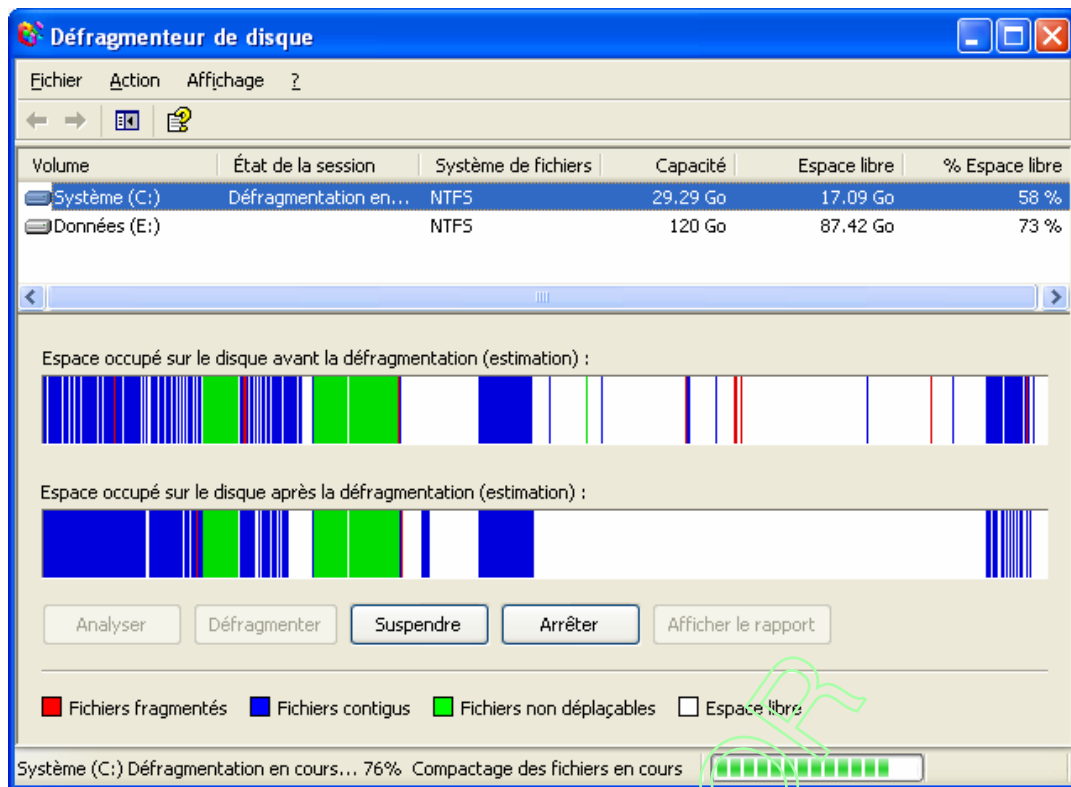 Défragmenteur de disque
Fichier Action Affichage ?
Volume État de la session Système de fichiers Capacité Espace libre % Espace libre
Système (C:) Défragmentation en... NTFS 29.29 Go 17.09 Go 58 %
Données (E:) NTFS 120 Go 87.42 Go 73 %
Espace occupé sur le disque avant la défragmentation (estimation) :
Espace occupé sur le disque après la défragmentation (estimation) :
Analyser Défragmenter Suspendre Arrêter Afficher le rapport
Fichiers fragmentés Fichiers contigus Fichiers non déplaçables Espace libre
Système (C:) Défragmentation en cours... 76% Compactage des fichiers en cours